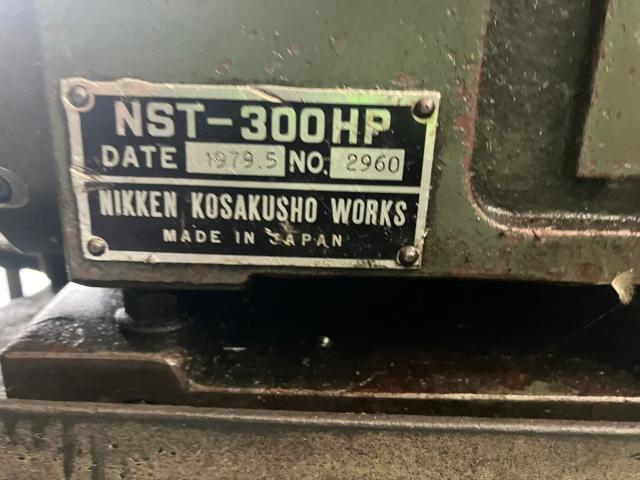 NST-300HP
DATE 1979.5 NO. 2960
NIKKEN KOSAKUSHO WORKS
MADE IN JAPAN